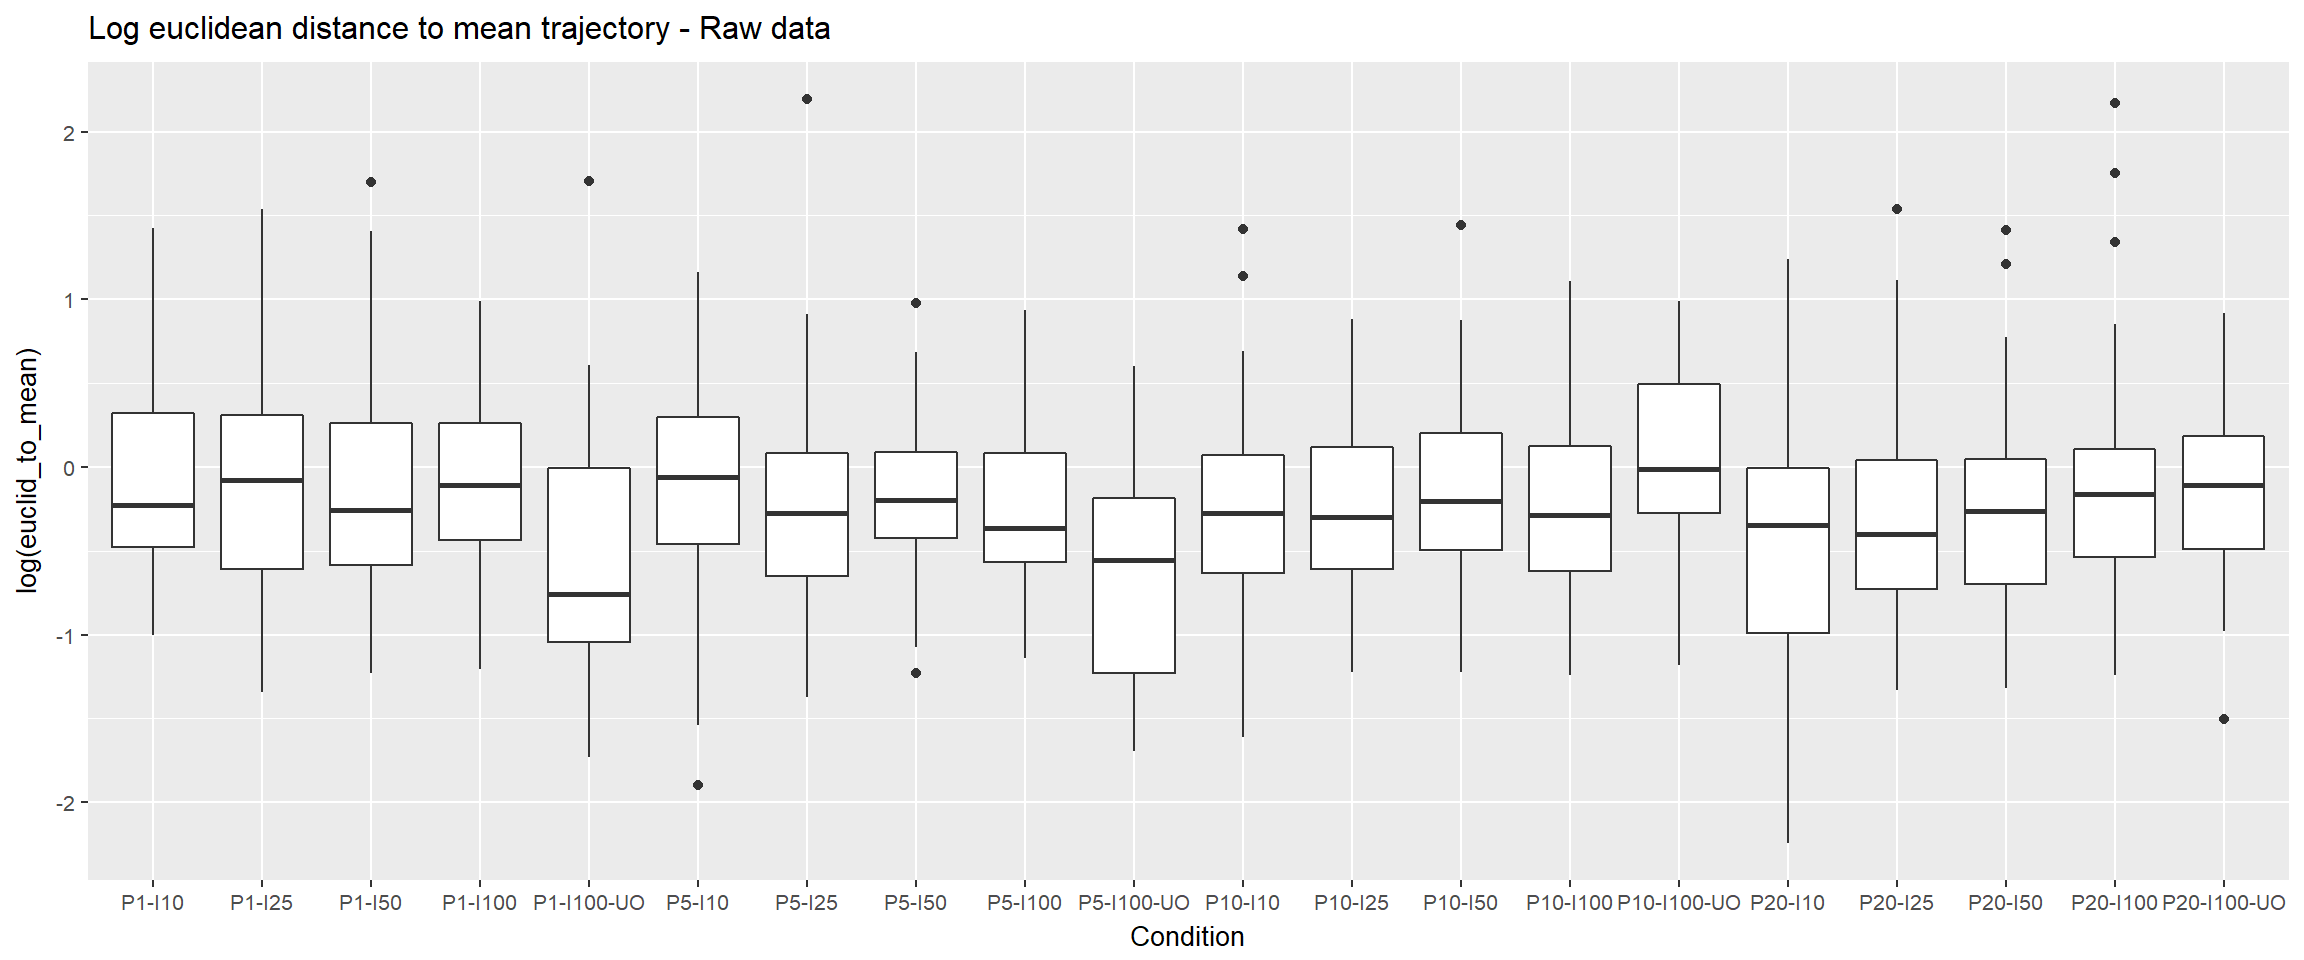 Log euclidean distance to mean trajectory - Raw data
log(euclid_to_mean)
2
1
0
-1
-2
P1-I10 P1-I25 P1-I50 P1-I100 P1-I100-UO P5-I10 P5-I25 P5-I50 P5-I100 P5-I100-UO P10-I10 P10-I25 P10-I50 P10-I100 P10-I100-UO P20-I10 P20-I25 P20-I50 P20-I100 P20-I100-UO
Condition